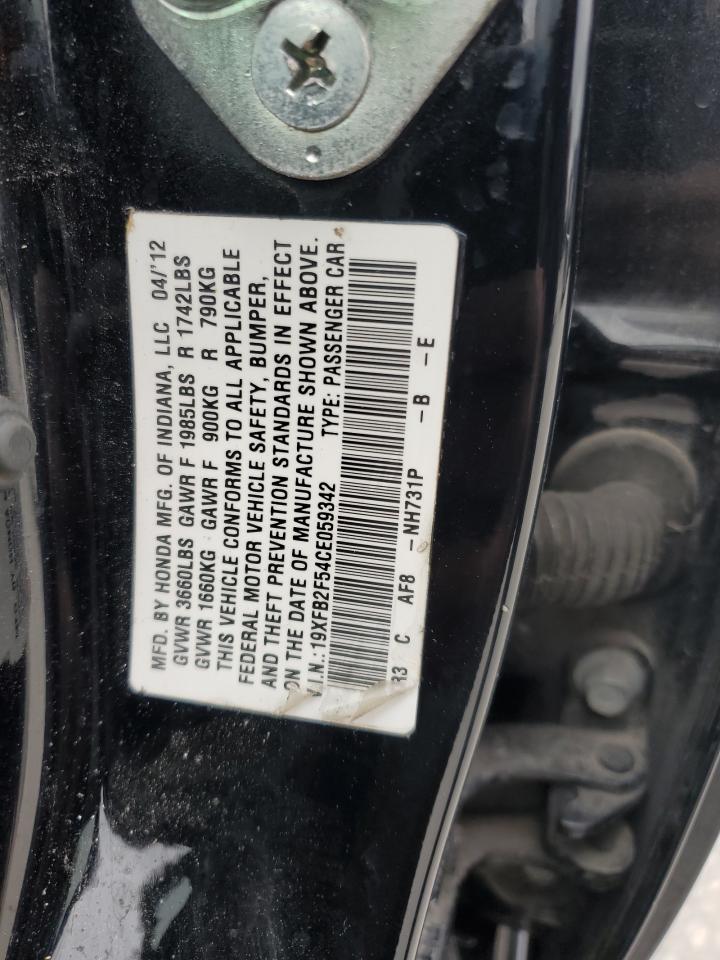 MFD. BY HONDA MFG. OF INDIANA, LLC 04/'12
GVWR 3660LBS GAWR F 1985LBS R 1742LBS
GVWR 1660KG GAWR F 900KG R 790KG
THIS VEHICLE CONFORMS TO ALL APPLICABLE
FEDERAL MOTOR VEHICLE SAFETY, BUMPER,
AND THEFT PREVENTION STANDARDS IN EFFECT
ON THE DATE OF MANUFACTURE SHOWN ABOVE.
V.I.N.:19XFB2F54CE059342 TYPE: PASSENGER CAR
R3 C AF8 -NH731P -B -E